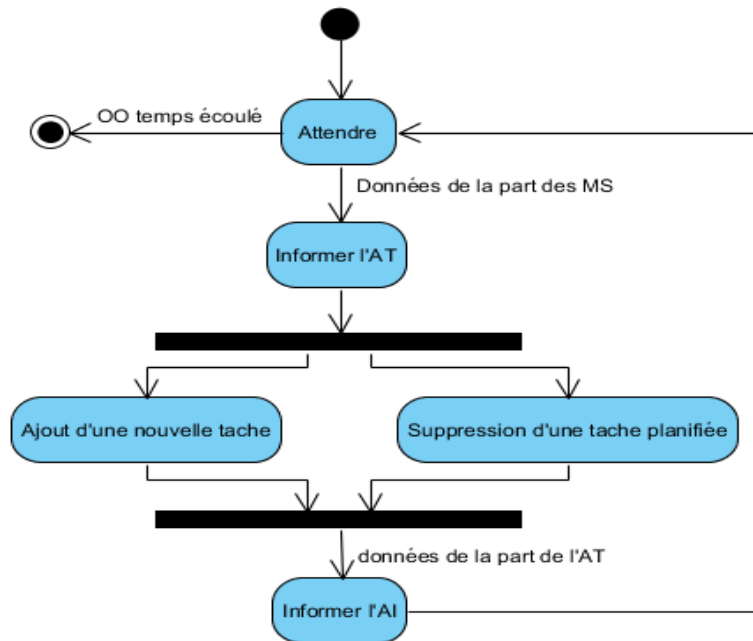 OO temps écoulé
Attendre
Données de la part des MS
Informer l'AT
Ajout d'une nouvelle tache
Suppression d'une tache planifiée
données de la part de l'AT
Informer l'AI